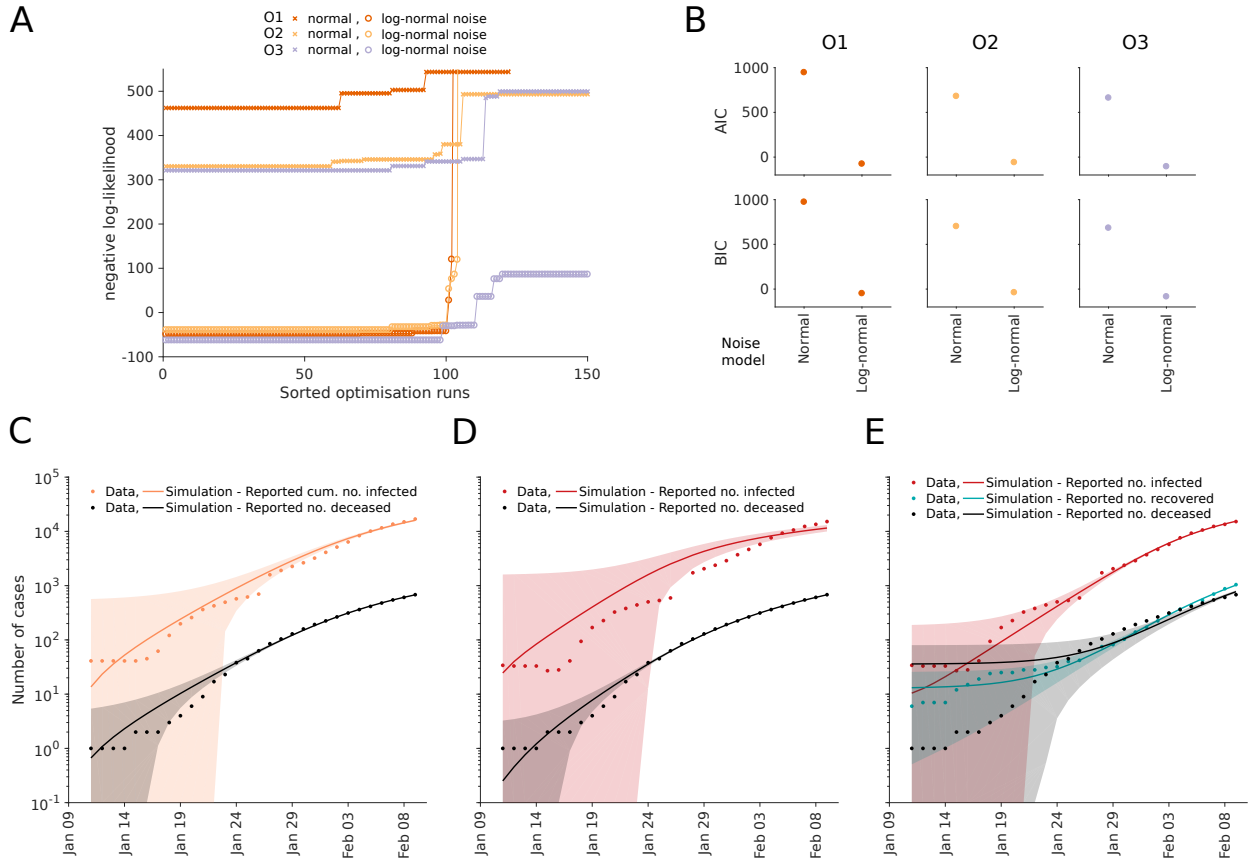 A
O1 × normal , o log-normal noise
O2 × normal , o log-normal noise
O3 × normal , o log-normal noise
negative log-likelihood
500
400
300
200
100
0
-100
0 50 100 150
Sorted optimisation runs
B
O1 O2 O3
AIC
1000
0
BIC
1000
0
Noise model
Normal Log-normal Normal Log-normal Normal Log-normal
C
Data, Simulation - Reported cum. no. infected
Data, Simulation - Reported no. deceased
Number of cases
10^5
10^4
10^3
10^2
10^1
10^0
10^-1
Jan 09 Jan 14 Jan 19 Jan 24 Jan 29 Feb 03 Feb 08
D
Data, Simulation - Reported no. infected
Data, Simulation - Reported no. deceased
Jan 09 Jan 14 Jan 19 Jan 24 Jan 29 Feb 03 Feb 08
E
Data, Simulation - Reported no. infected
Data, Simulation - Reported no. recovered
Data, Simulation - Reported no. deceased
Jan 09 Jan 14 Jan 19 Jan 24 Jan 29 Feb 03 Feb 08